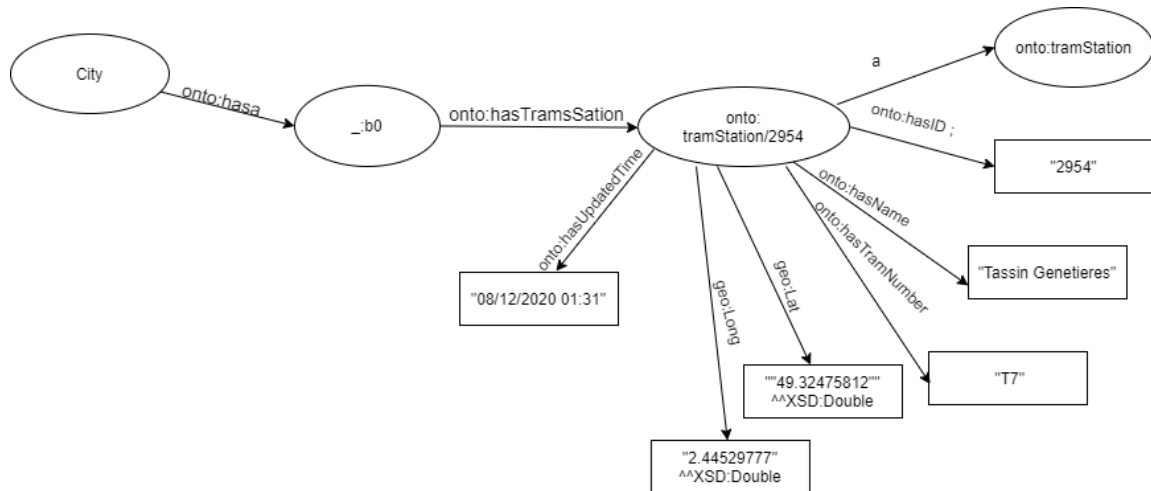 City
onto:hasa
_:b0
onto:hasTramsSation
onto:
tramStation/2954
a
onto:tramStation
onto:hasID ;
"2954"
onto:hasName
"Tassin Genetieres"
onto:hasTramNumber
"T7"
geo:Lat
""49.32475812""
^^XSD:Double
geo:Long
"2.44529777"
^^XSD:Double
onto:hasUpdatedTime
"08/12/2020 01:31"